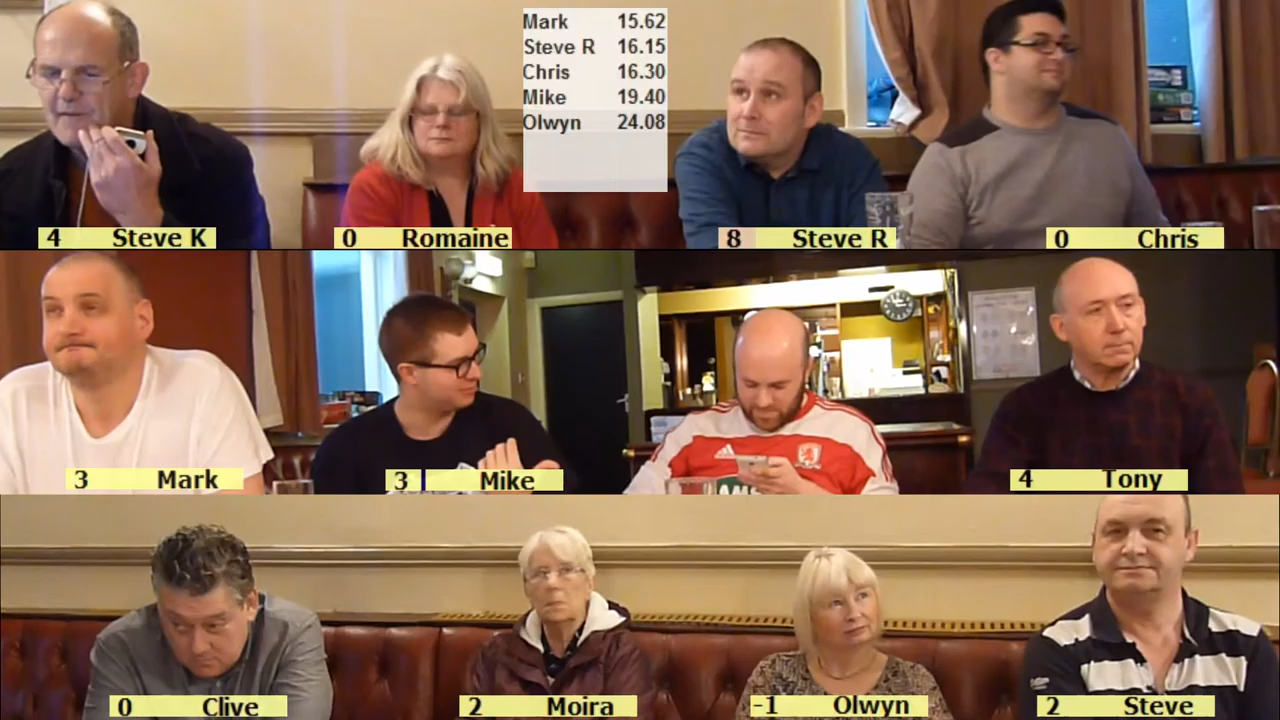 Mark 15.62
Steve R 16.15
Chris 16.30
Mike 19.40
Olwyn 24.08
4 Steve K
0 Romaine
8 Steve R
0 Chris
3 Mark
3 Mike
4 Tony
0 Clive
2 Moira
-1 Olwyn
2 Steve